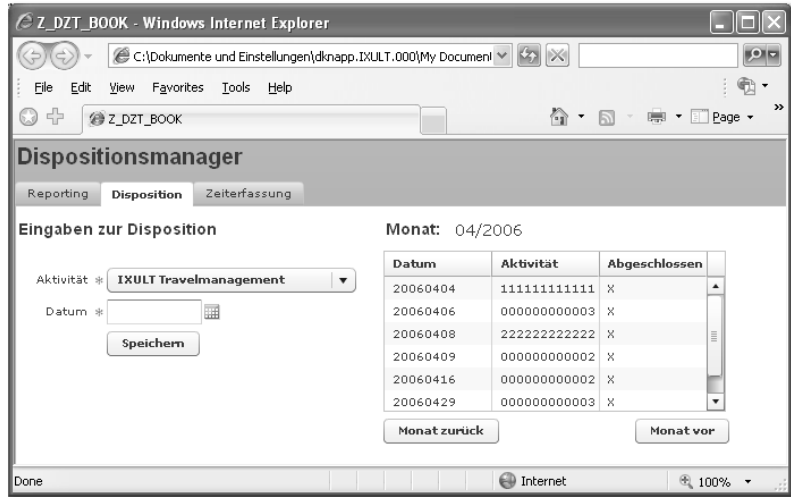 Z_DZT_BOOK - Windows Internet Explorer
C:\Dokumente und Einstellungen\dknapp.IXULT.000\My Document
File Edit View Favorites Tools Help
Z_DZT_BOOK
Page
»
Dispositionsmanager
Reporting Disposition Zeiterfassung
Eingaben zur Disposition
Aktivität * IXULT Travelmanagement
Datum *
Speichern
Monat: 04/2006
Datum Aktivität Abgeschlossen
20060404 111111111111 X
20060406 000000000003 X
20060408 222222222222 X
20060409 000000000002 X
20060416 000000000002 X
20060429 000000000003 X
Monat zurück Monat vor
Done Internet 100%